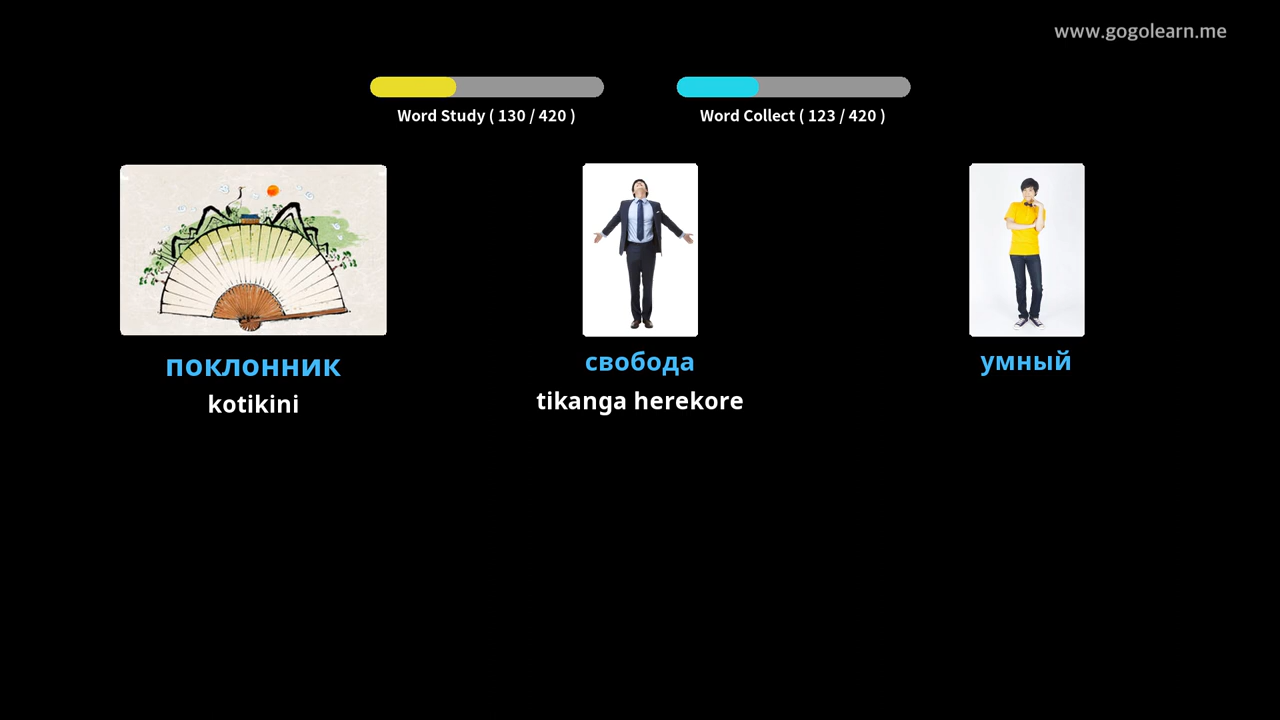 www.gogolearn.me
Word Study ( 130 / 420 )
Word Collect ( 123 / 420 )
поклонник
свобода
умный
kotikini
tikanga herekore